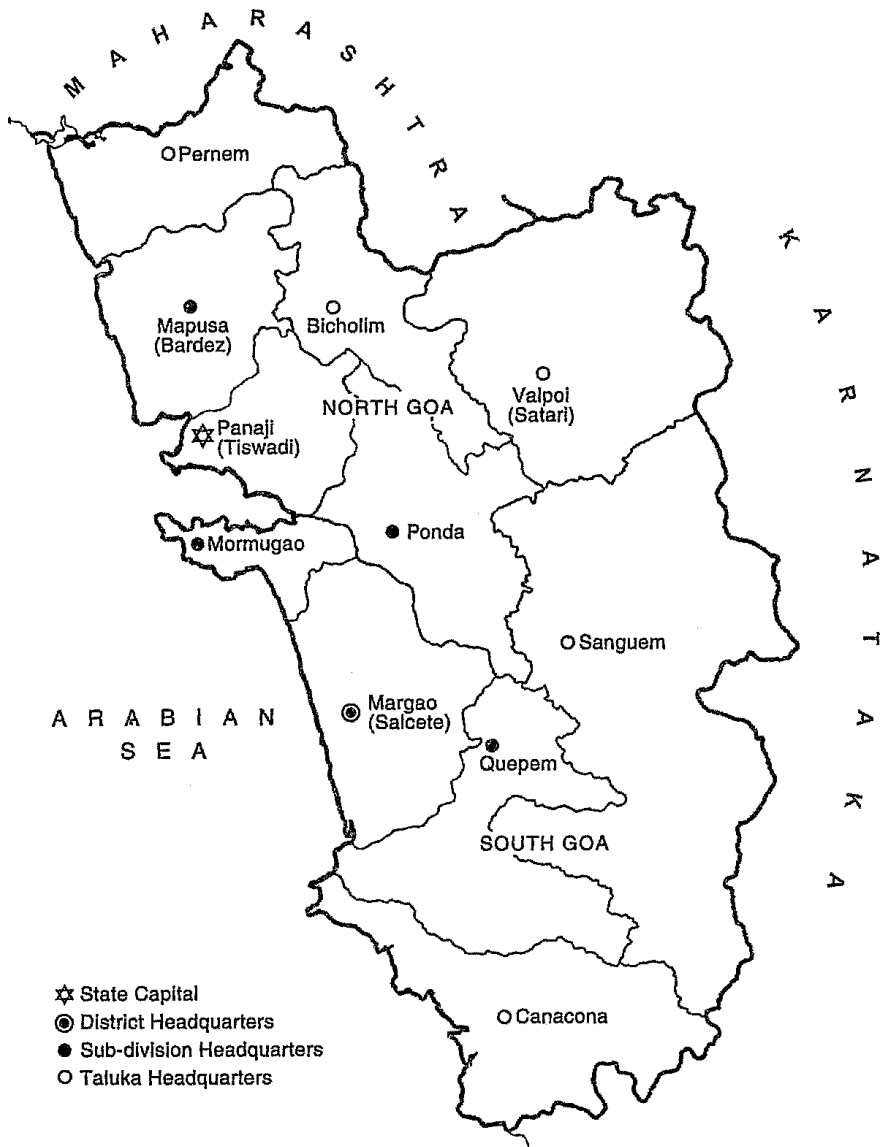 MAHARASHTRA
KARNATAKA
Pernem
Mapusa
(Bardez)
Bicholim
Valpoi
(Satari)
NORTH GOA
Panaji
(Tiswadi)
Ponda
Mormugao
Sanguem
Margao
(Salcete)
ARABIAN
SEA
Quepem
SOUTH GOA
Canacona
State Capital
District Headquarters
Sub-division Headquarters
Taluka Headquarters